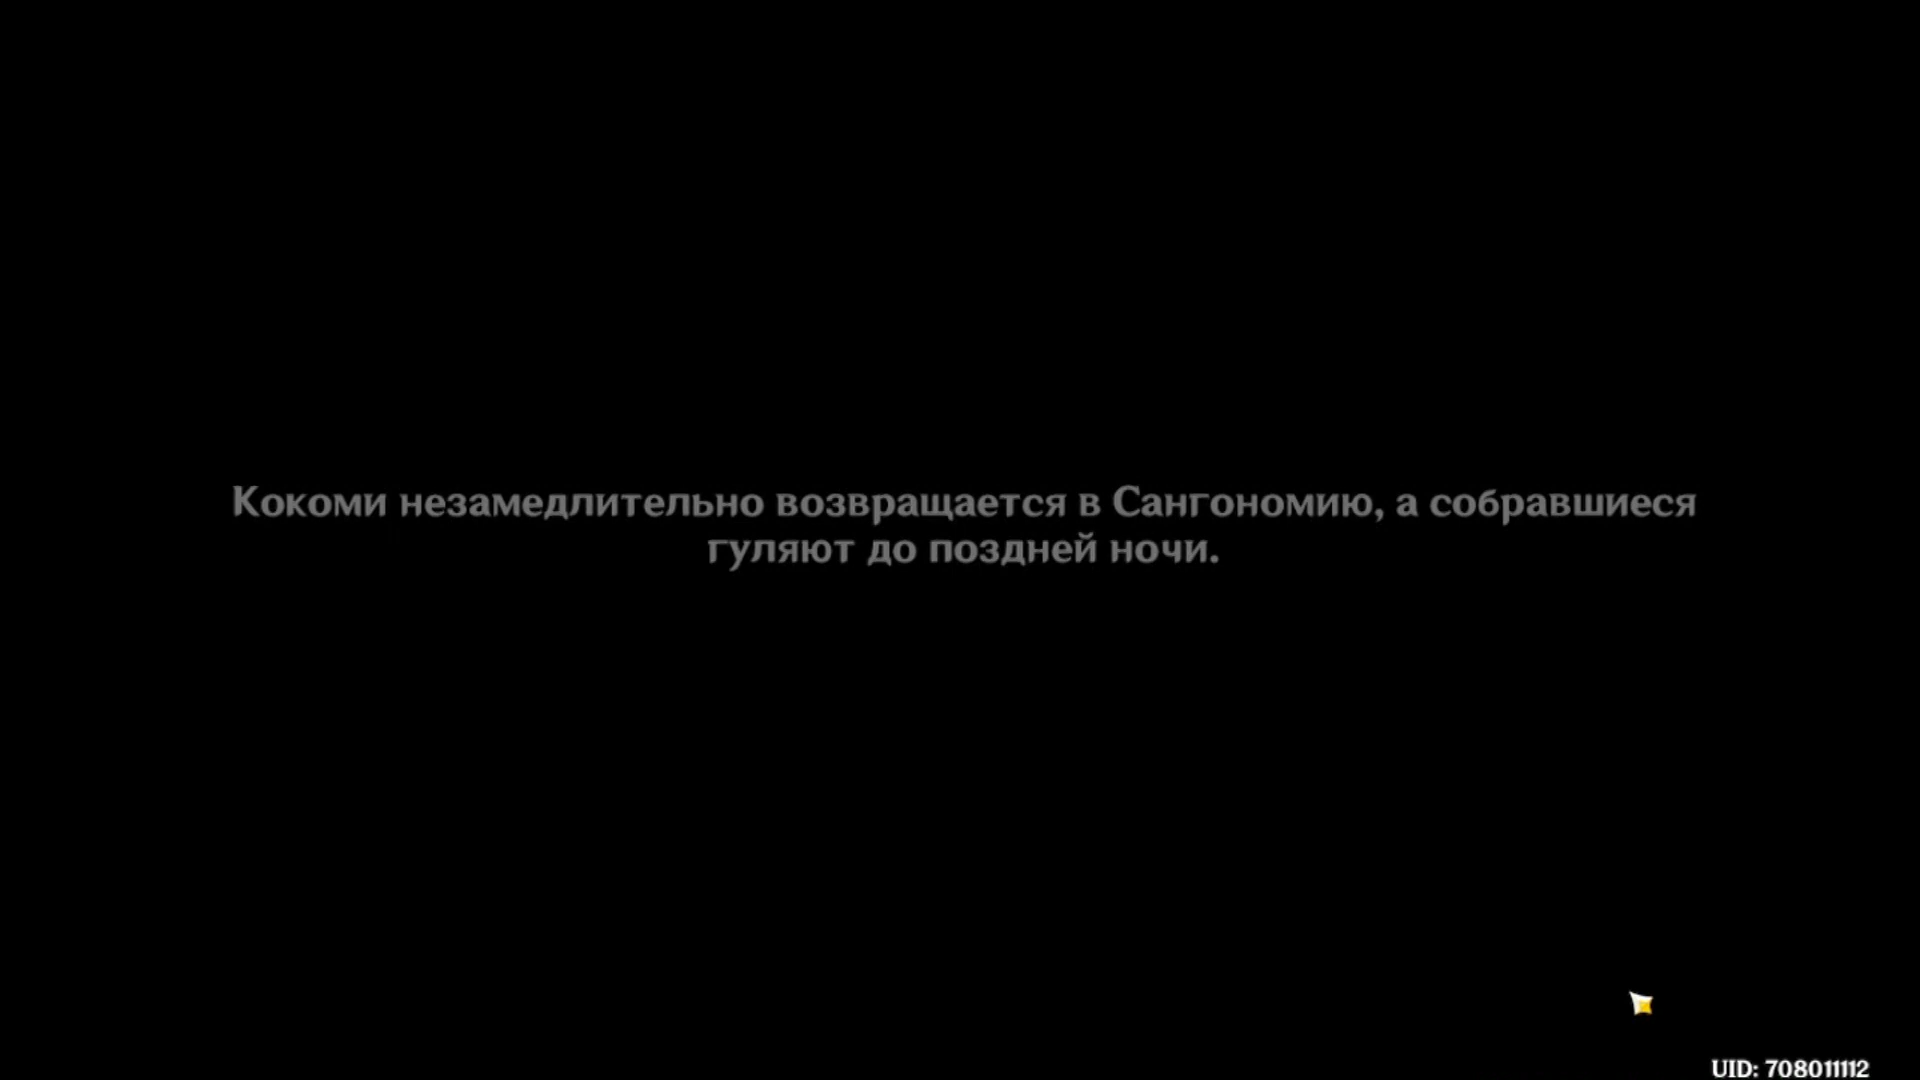 Кокоми незамедлительно возвращается в Сангономию, а собравшиеся
гуляют до поздней ночи.
UID: 708011112